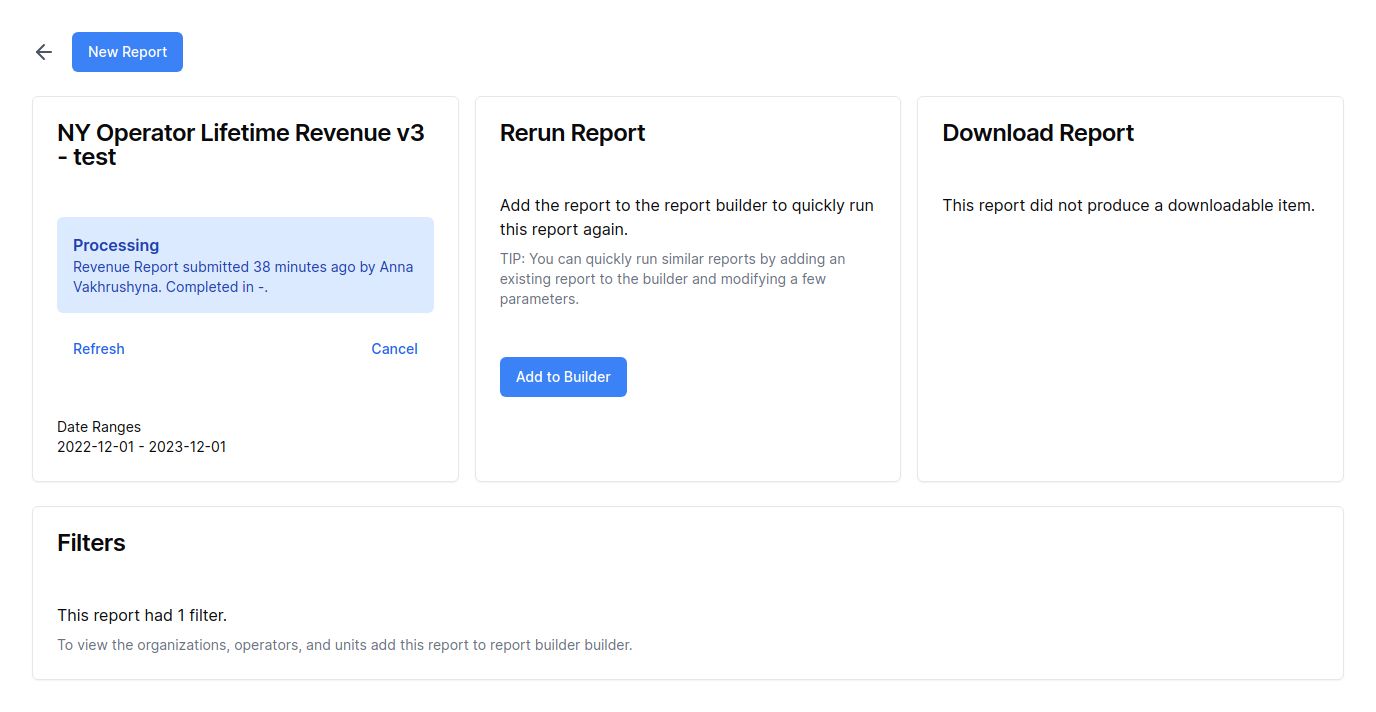 New Report
NY Operator Lifetime Revenue v3
- test
Processing
Revenue Report submitted 38 minutes ago by Anna
Vakhrushyna. Completed in -.
Refresh
Cancel
Date Ranges
2022-12-01 - 2023-12-01
Rerun Report
Add the report to the report builder to quickly run
this report again.
TIP: You can quickly run similar reports by adding an
existing report to the builder and modifying a few
parameters.
Add to Builder
Download Report
This report did not produce a downloadable item.
Filters
This report had 1 filter.
To view the organizations, operators, and units add this report to report builder builder.